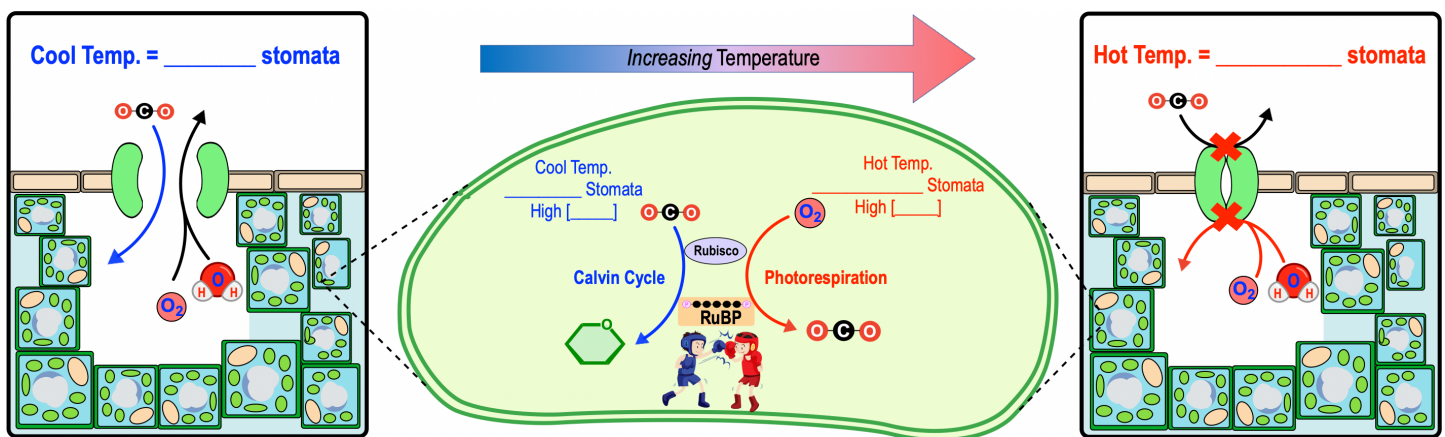 Cool Temp. = ________ stomata
O C O
O₂
O
H H
Increasing Temperature
Cool Temp.
________ Stomata
High [_____]
O C O
Hot Temp.
____________ Stomata
High [_____]
O₂
Rubisco
Calvin Cycle
Photorespiration
P P
RuBP
O
O C O
Hot Temp. = ___________ stomata
O C O
O₂
O
H H